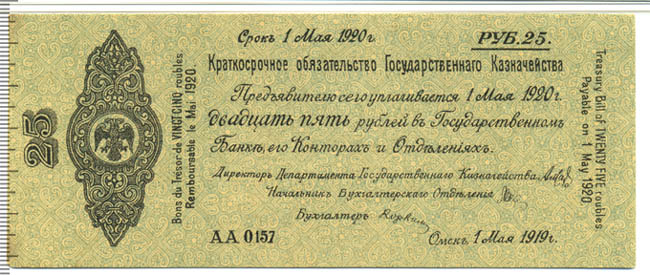 Срокъ 1 Мая 1920 г.
РУБ. 25.
Краткосрочное обязательство Государственнаго Казначейства
Предъявителю сего уплачивается 1 Мая 1920 г.
двадцать пять рублей въ Государственномъ
Банкѣ, его Конторахъ и Отдѣленіяхъ.
Директоръ Департамента Государственнаго Казначейства
Начальникъ Бухгалтерскаго Отдѣленія
Бухгалтеръ
АА 0157
Омскъ, 1 Мая 1919 г.
25
Bons du Trésor de VINGT CINQ roubles
Remboursable le Mai 1920.
Treasury Bill of TWENTY FIVE roubles
Payable on 1 May 1920